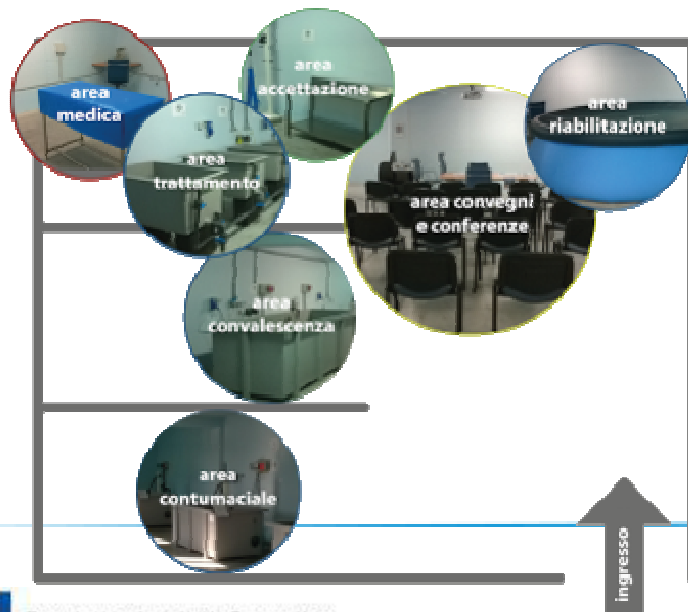 area
accettazione
area
medica
area
riabilitazione
area
trattamento
area convegni
e conferenze
area
convalescenza
area
contumaciale
ingresso